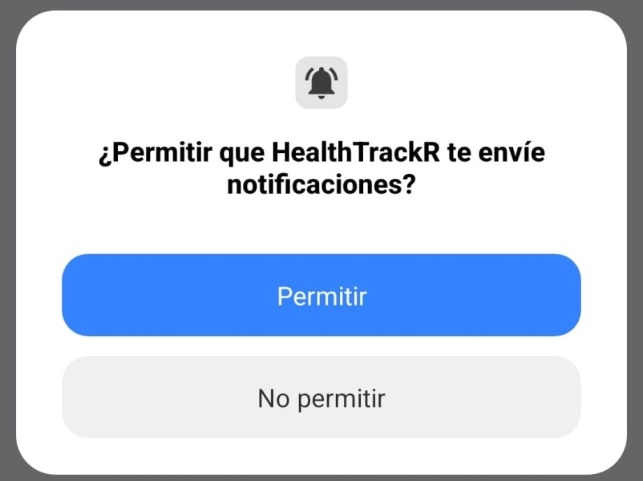 ¿Permitir que HealthTrackR te envíe
notificaciones?
Permitir
No permitir